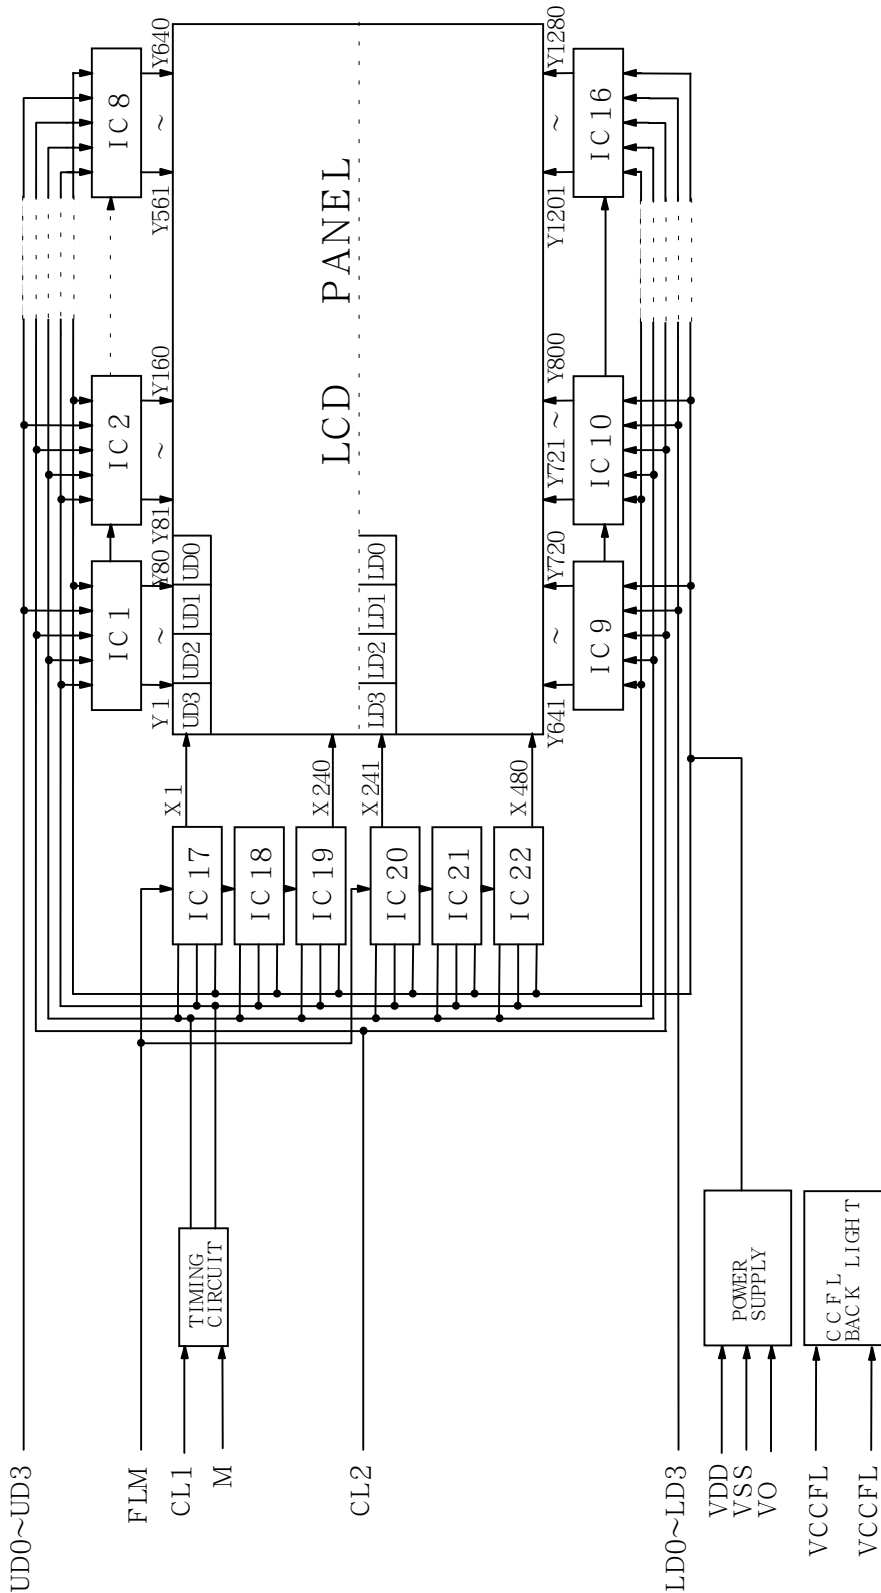 UD0~UD3
FLM
CL1
M
CL2
LD0~LD3
VDD
VSS
VO
VCCFL
VCCFL
TIMING
CIRCUIT
POWER
SUPPLY
CCFL
BACK LIGHT
IC 1
IC 2
IC 8
Y1
~
Y80
Y81
~
Y160
Y561
~
Y640
IC 17
IC 18
IC 19
IC 20
IC 21
IC 22
X 1
X 240
X 241
X 480
UD3
UD2
UD1
UD0
LCD PANEL
LD3
LD2
LD1
LD0
Y641
~
Y720
Y721
~
Y800
Y1201
~
Y1280
IC 9
IC 10
IC 16